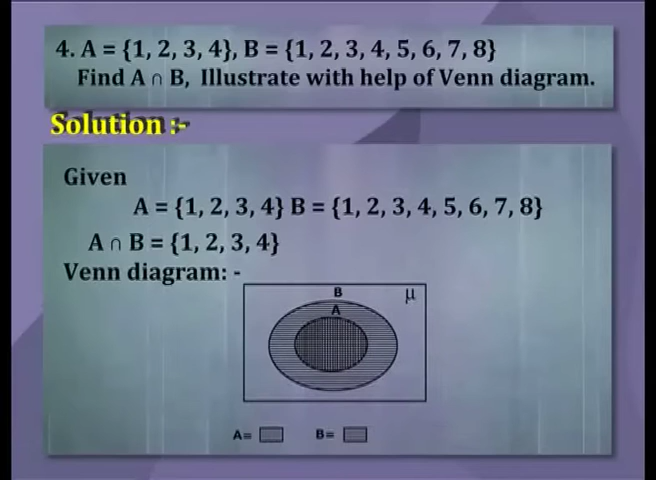 4. A = {1, 2, 3, 4}, B = {1, 2, 3, 4, 5, 6, 7, 8}
Find A ∩ B, Illustrate with help of Venn diagram.
Solution :-
Given
A = {1, 2, 3, 4} B = {1, 2, 3, 4, 5, 6, 7, 8}
A ∩ B = {1, 2, 3, 4}
Venn diagram: -
B μ
A
A= B=